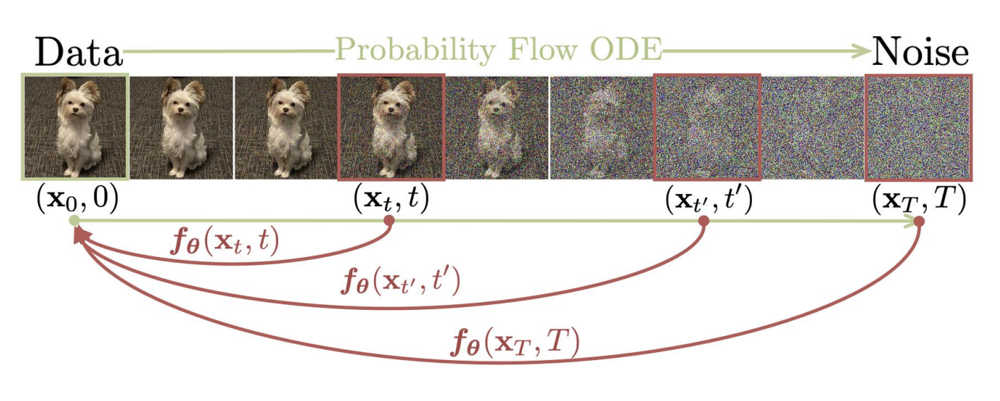 Data Probability Flow ODE Noise
(x₀, 0) (xₜ, t) (xₜ′, t′) (x_T, T)
f_θ(xₜ, t)
f_θ(xₜ′, t′)
f_θ(x_T, T)